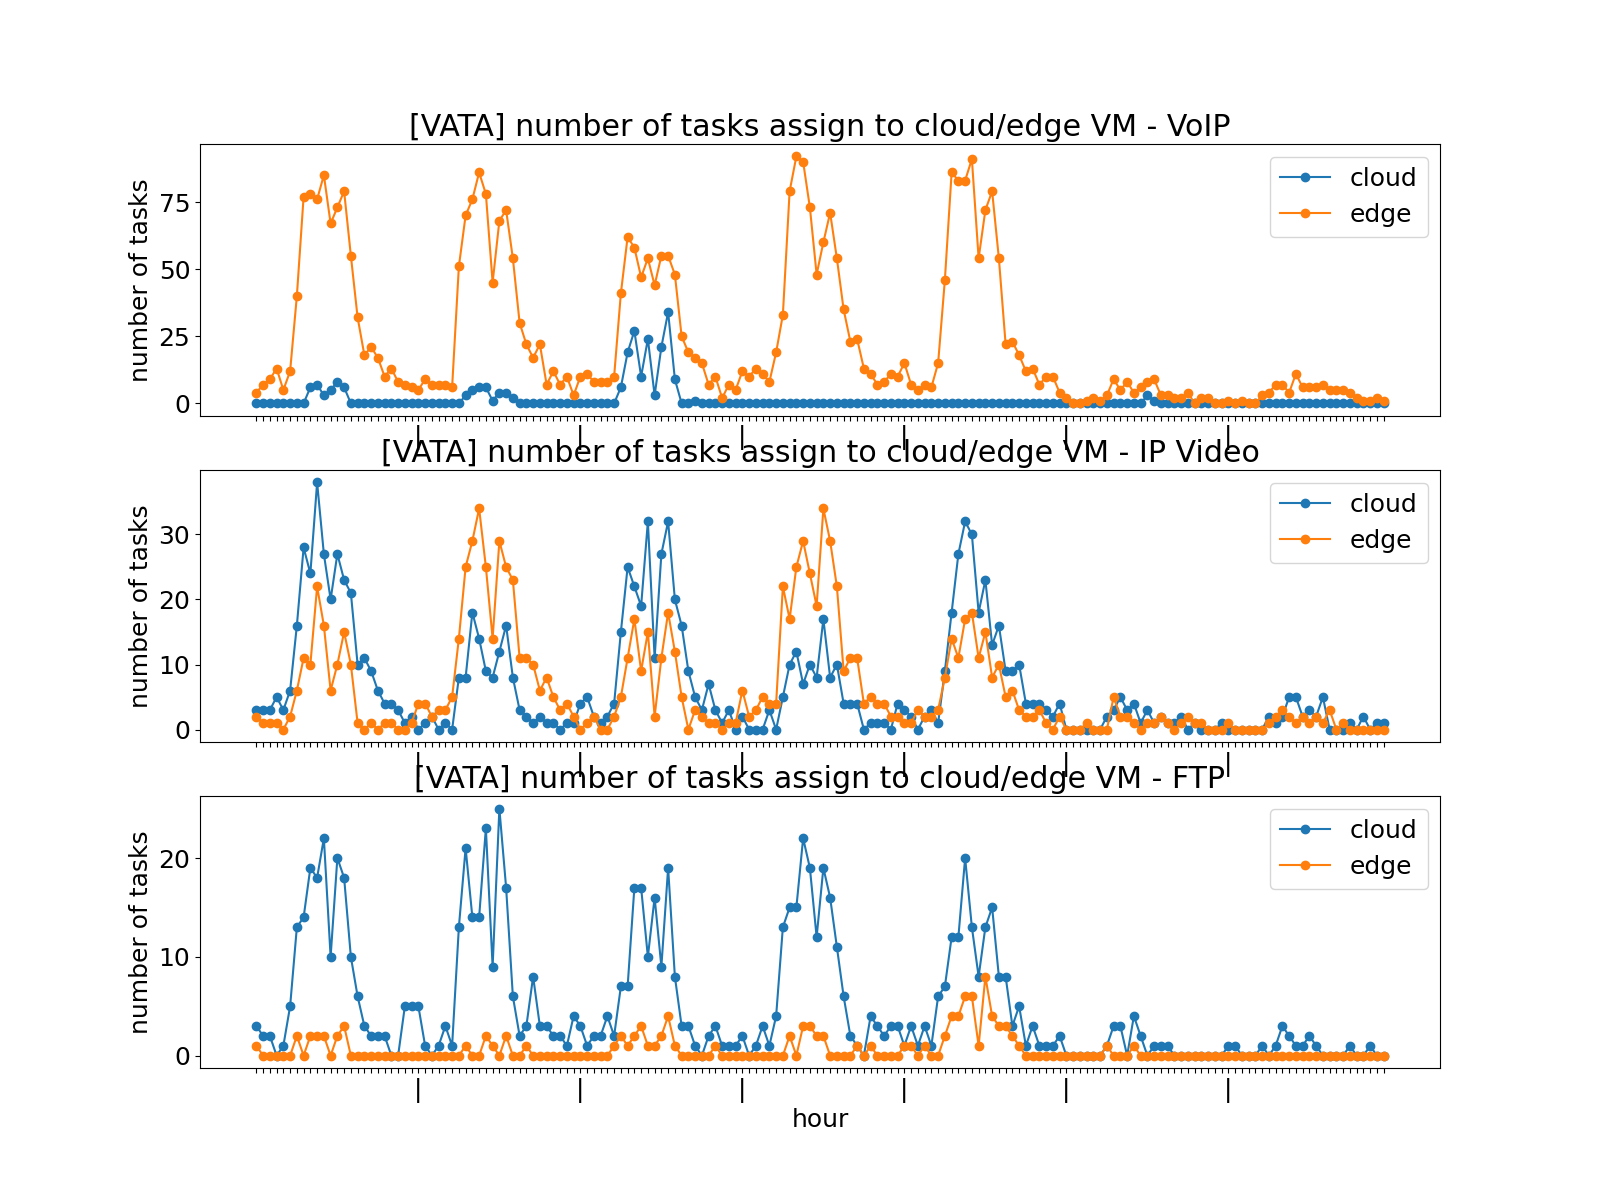 [VATA] number of tasks assign to cloud/edge VM - VoIP
number of tasks
75
50
25
0
cloud
edge
| | | | | |
[VATA] number of tasks assign to cloud/edge VM - IP Video
number of tasks
30
20
10
0
cloud
edge
| | | | | |
[VATA] number of tasks assign to cloud/edge VM - FTP
number of tasks
20
10
0
cloud
edge
| | | | | |
hour